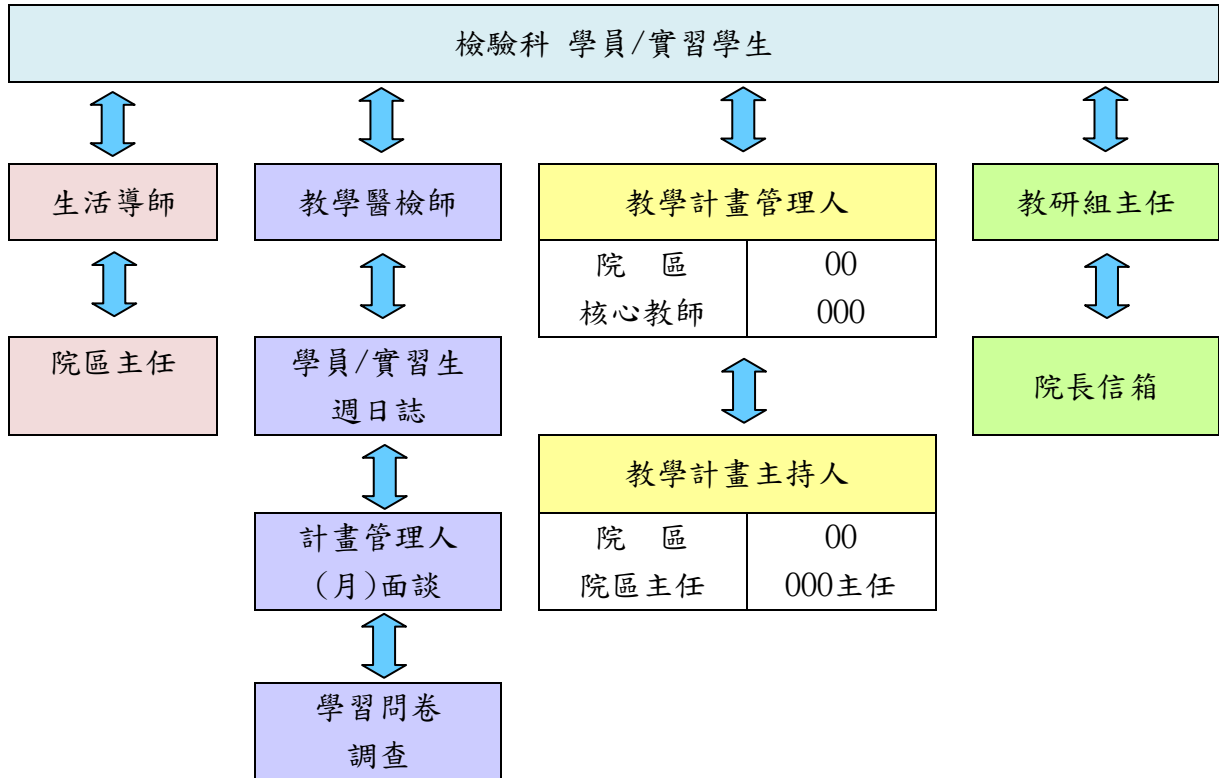 檢驗科 學員/實習學生
生活導師
院區主任
教學醫檢師
學員/實習生
週日誌
計畫管理人
(月)面談
學習問卷
調查
教學計畫管理人
院 區 00
核心教師 000
教學計畫主持人
院 區 00
院區主任 000主任
教研組主任
院長信箱